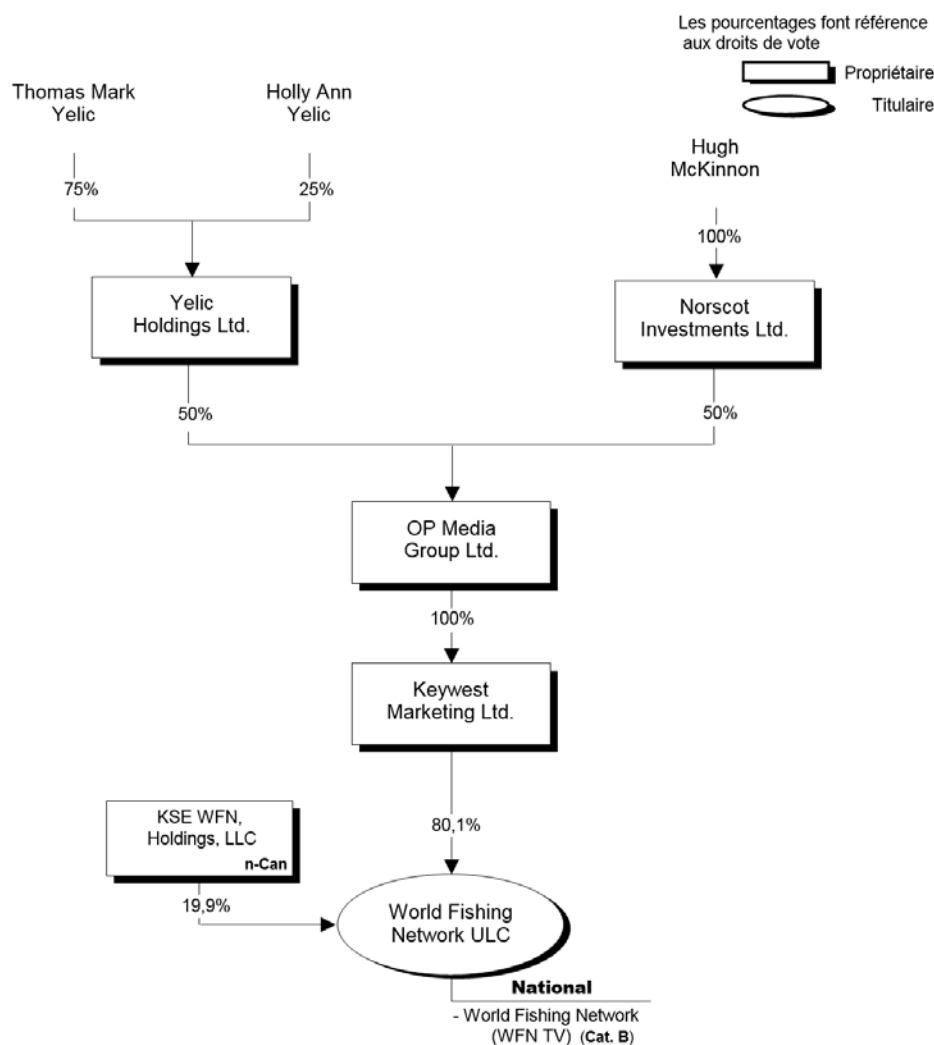 Les pourcentages font référence
aux droits de vote
Propriétaire
Titulaire
Thomas Mark
Yelic
Holly Ann
Yelic
Hugh
McKinnon
75%
25%
100%
Yelic
Holdings Ltd.
Norscot
Investments Ltd.
50%
50%
OP Media
Group Ltd.
100%
Keywest
Marketing Ltd.
KSE WFN,
Holdings, LLC
n-Can
80,1%
19,9%
World Fishing
Network ULC
National
- World Fishing Network
(WFN TV) (Cat. B)